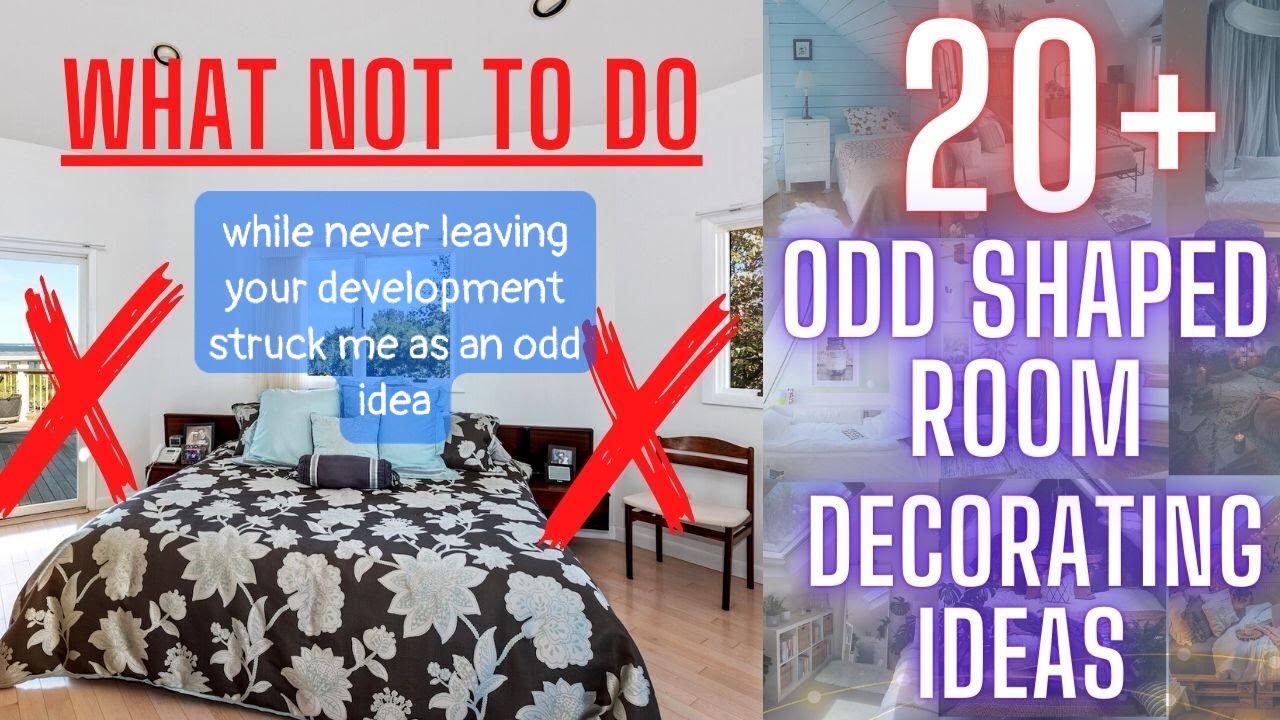 WHAT NOT TO DO
while never leaving
your development
struck me as an odd
idea
20+
ODD SHAPED
ROOM
DECORATING
IDEAS